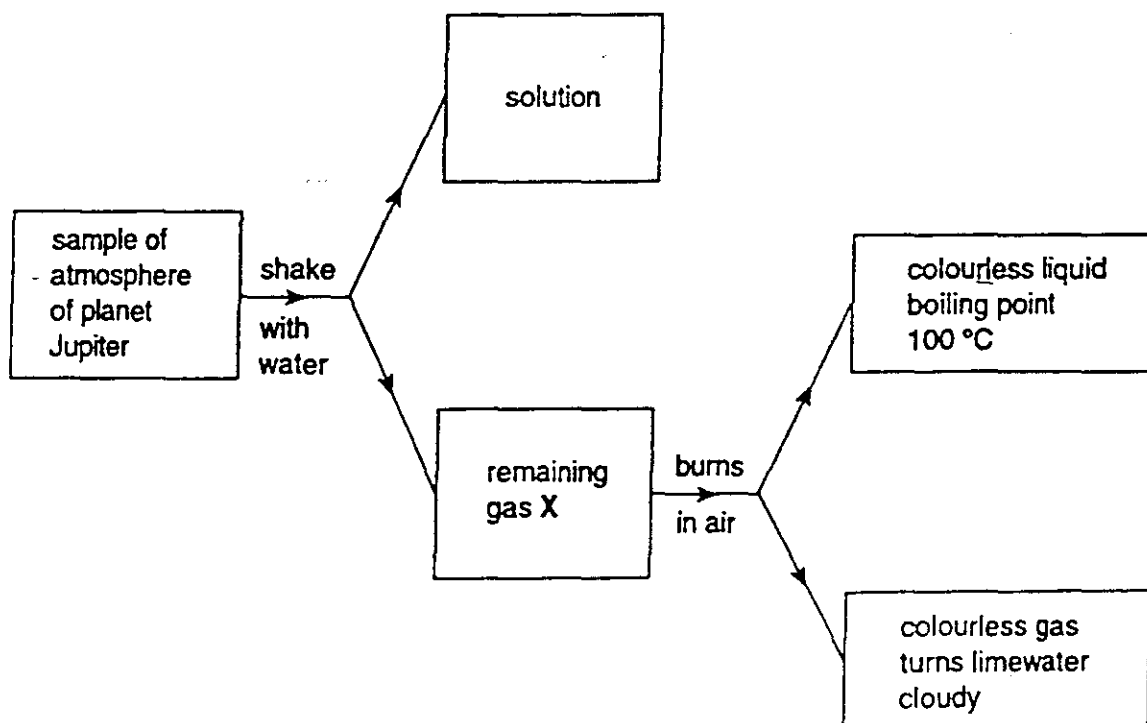 solution
sample of
atmosphere
of planet
Jupiter
shake
with
water
colourless liquid
boiling point
100 °C
remaining
gas X
burns
in air
colourless gas
turns limewater
cloudy